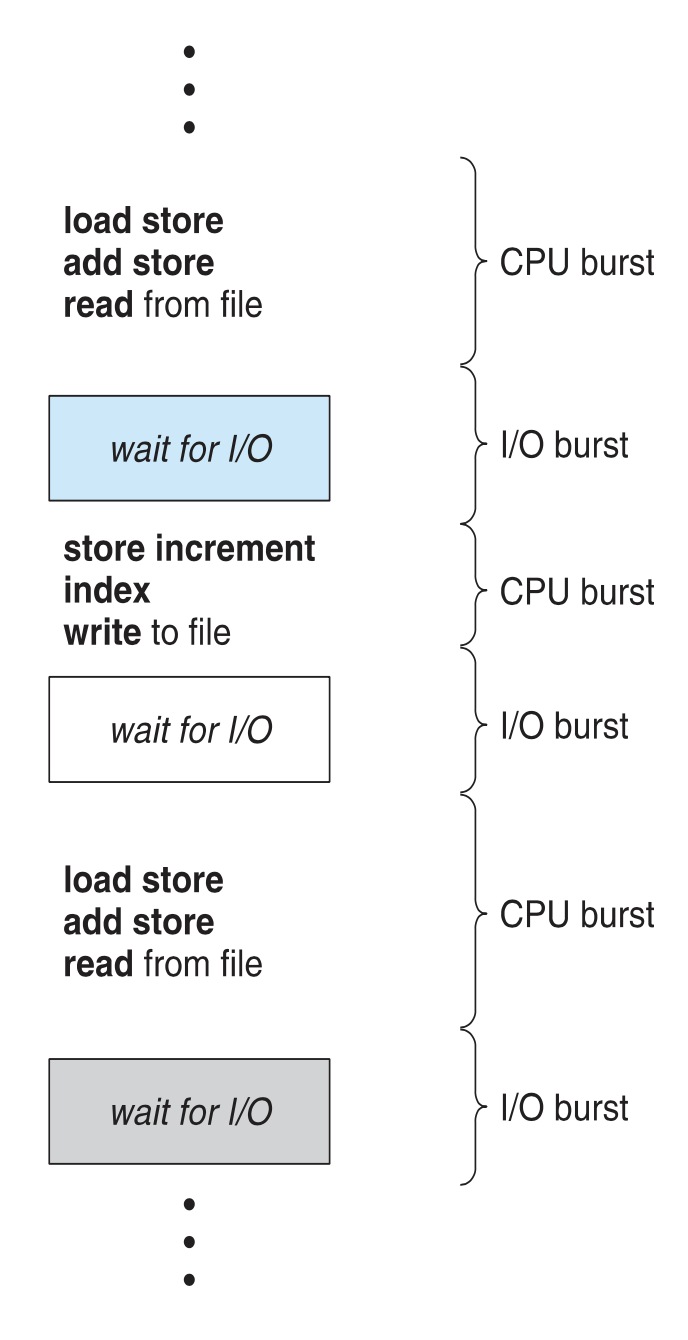 load store
add store
read from file
CPU burst
wait for I/O
I/O burst
store increment
index
write to file
CPU burst
wait for I/O
I/O burst
load store
add store
read from file
CPU burst
wait for I/O
I/O burst